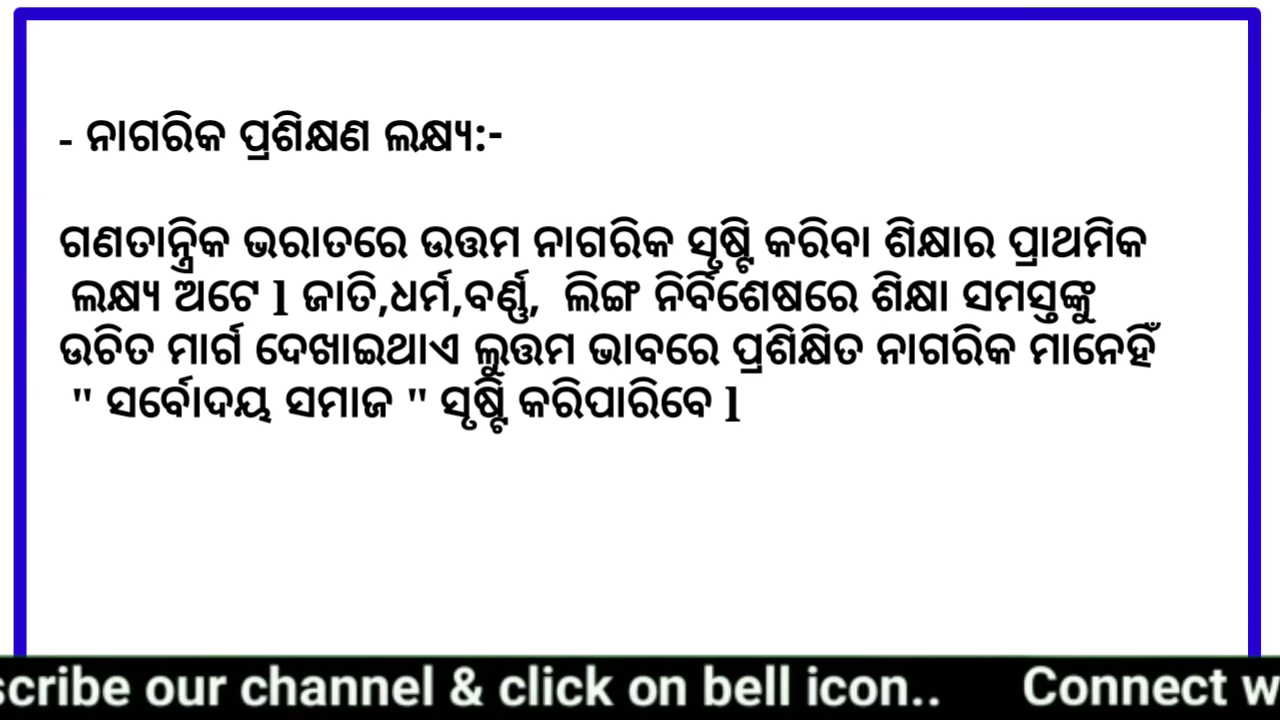 - ନାଗରିକ ପ୍ରଶିକ୍ଷଣ ଲକ୍ଷ୍ୟ:-
ଗଣତାନ୍ତ୍ରିକ ଭରାତରେ ଉତ୍ତମ ନାଗରିକ ସୃଷ୍ଟି କରିବା ଶିକ୍ଷାର ପ୍ରାଥମିକ
ଲକ୍ଷ୍ୟ ଅଟେ l ଜାତି,ଧର୍ମ,ବର୍ଣ୍ଣ, ଲିଙ୍ଗ ନିର୍ବିଶେଷରେ ଶିକ୍ଷା ସମସ୍ତଙ୍କୁ
ଉଚିତ ମାର୍ଗ ଦେଖାଇଥାଏ ଲୁତ୍ତମ ଭାବରେ ପ୍ରଶିକ୍ଷିତ ନାଗରିକ ମାନେହିଁ
" ସର୍ବୋଦୟ ସମାଜ " ସୃଷ୍ଟି କରିପାରିବେ l
scribe our channel & click on bell icon.. Connect w